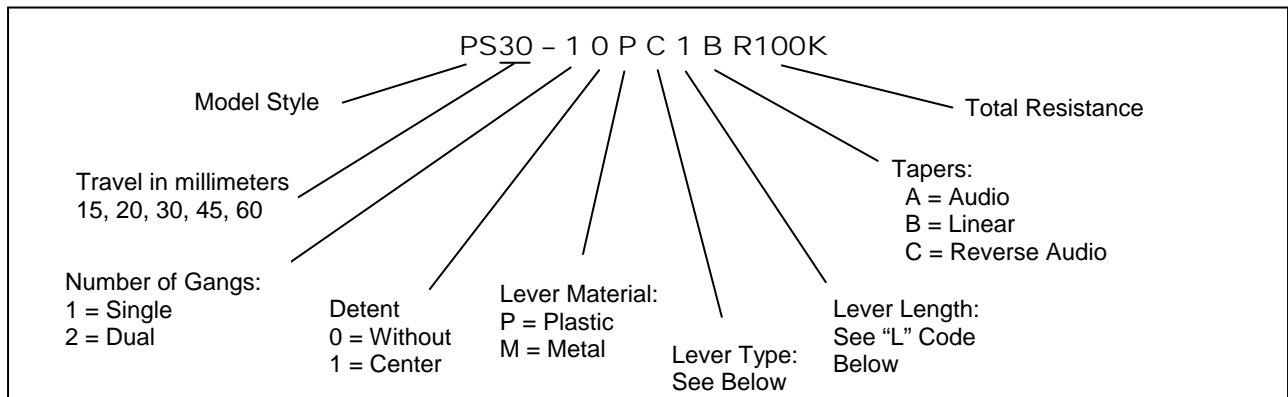 PS30 – 1 0 P C 1 B R100K
Model Style
Total Resistance
Travel in millimeters
15, 20, 30, 45, 60
Tapers:
A = Audio
B = Linear
C = Reverse Audio
Number of Gangs:
1 = Single
2 = Dual
Detent
0 = Without
1 = Center
Lever Material:
P = Plastic
M = Metal
Lever Type:
See Below
Lever Length:
See “L” Code
Below